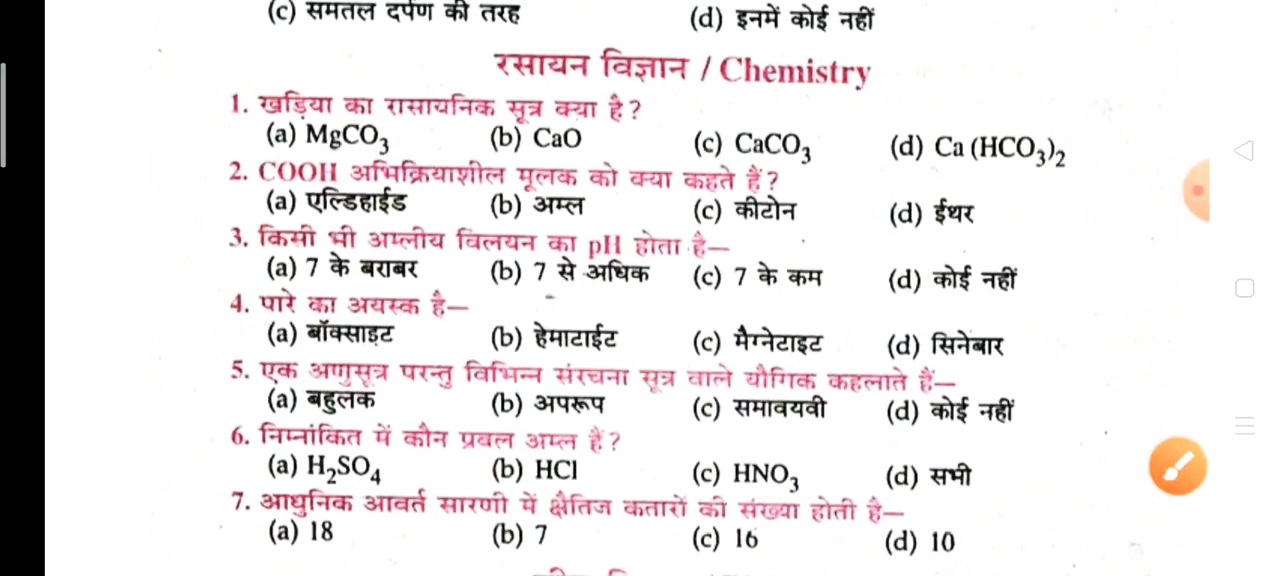 (c) समतल दर्पण की तरह (d) इनमें कोई नहीं
रसायन विज्ञान / Chemistry
1. खड़िया का रासायनिक सूत्र क्या है?
(a) MgCO₃ (b) CaO (c) CaCO₃ (d) Ca (HCO₃)₂
2. COOH अभिक्रियाशील मूलक को क्या कहते हैं?
(a) एल्डिहाईड (b) अम्ल (c) कीटोन (d) ईथर
3. किसी भी अम्लीय विलयन का pH होता है—
(a) 7 के बराबर (b) 7 से अधिक (c) 7 के कम (d) कोई नहीं
4. पारे का अयस्क है—
(a) बॉक्साइट (b) हेमाटाईट (c) मैग्नेटाइट (d) सिनेबार
5. एक अणुसूत्र परन्तु विभिन्न संरचना सूत्र वाले यौगिक कहलाते हैं—
(a) बहुलक (b) अपरूप (c) समावयवी (d) कोई नहीं
6. निम्नांकित में कौन प्रबल अम्ल हैं?
(a) H₂SO₄ (b) HCl (c) HNO₃ (d) सभी
7. आधुनिक आवर्त सारणी में क्षैतिज कतारों की संख्या होती है—
(a) 18 (b) 7 (c) 16 (d) 10